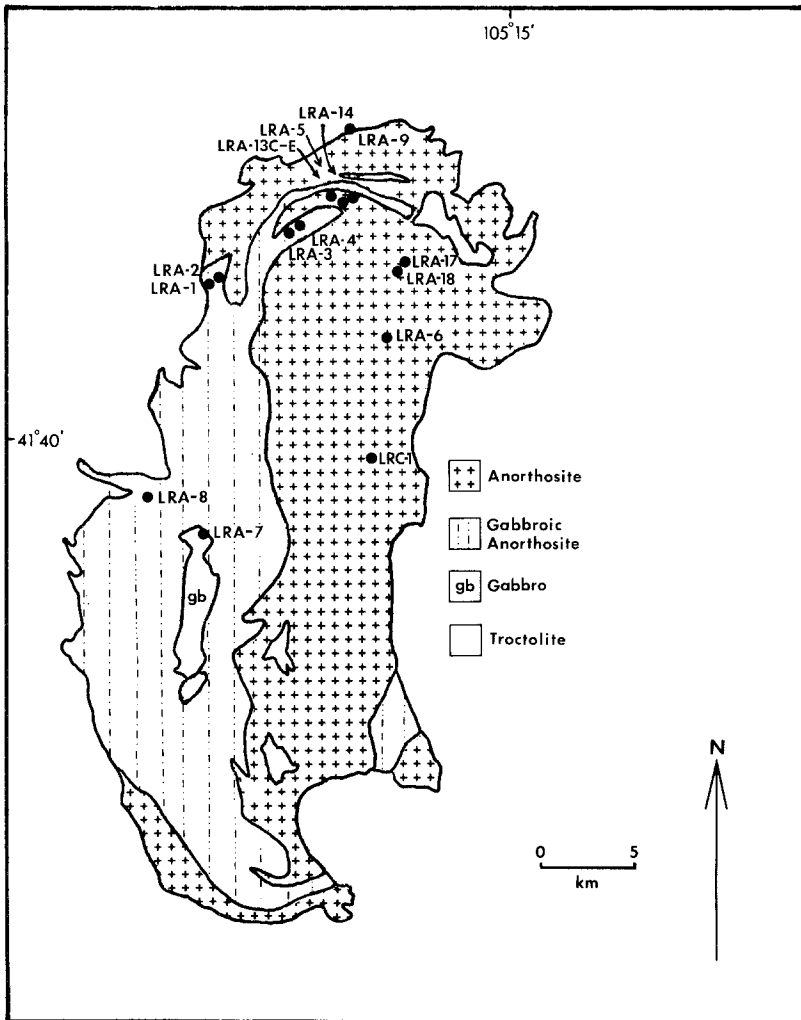 105°15'
LRA-14
LRA-5
LRA-13C-E
LRA-9
LRA-4
LRA-3
LRA-17
LRA-18
LRA-2
LRA-1
LRA-6
41°40'
LRC-1
LRA-8
LRA-7
gb
Anorthosite
Gabbroic
Anorthosite
gb Gabbro
Troctolite
N
0 5
km